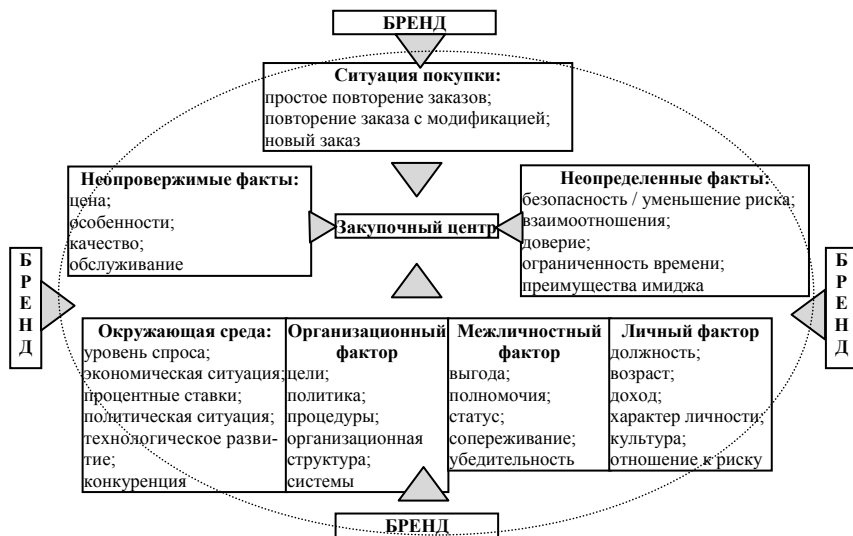 БРЕНД
Ситуация покупки:
простое повторение заказов;
повторение заказа с модификацией;
новый заказ
Неопровержимые факты:
цена;
особенности;
качество;
обслуживание
Закупочный центр
Неопределенные факты:
безопасность / уменьшение риска;
взаимоотношения;
доверие;
ограниченность времени;
преимущества имиджа
Б
Р
Е
Н
Д
Б
Р
Е
Н
Д
Окружающая среда:
уровень спроса;
экономическая ситуация;
процентные ставки;
политическая ситуация;
технологическое разви-
тие;
конкуренция
Организационный
фактор
цели;
политика;
процедуры;
организационная
структура;
системы
Межличностный
фактор
выгода;
полномочия;
статус;
сопереживание;
убедительность
Личный фактор
должность;
возраст;
доход;
характер личности;
культура;
отношение к риску
БРЕНД